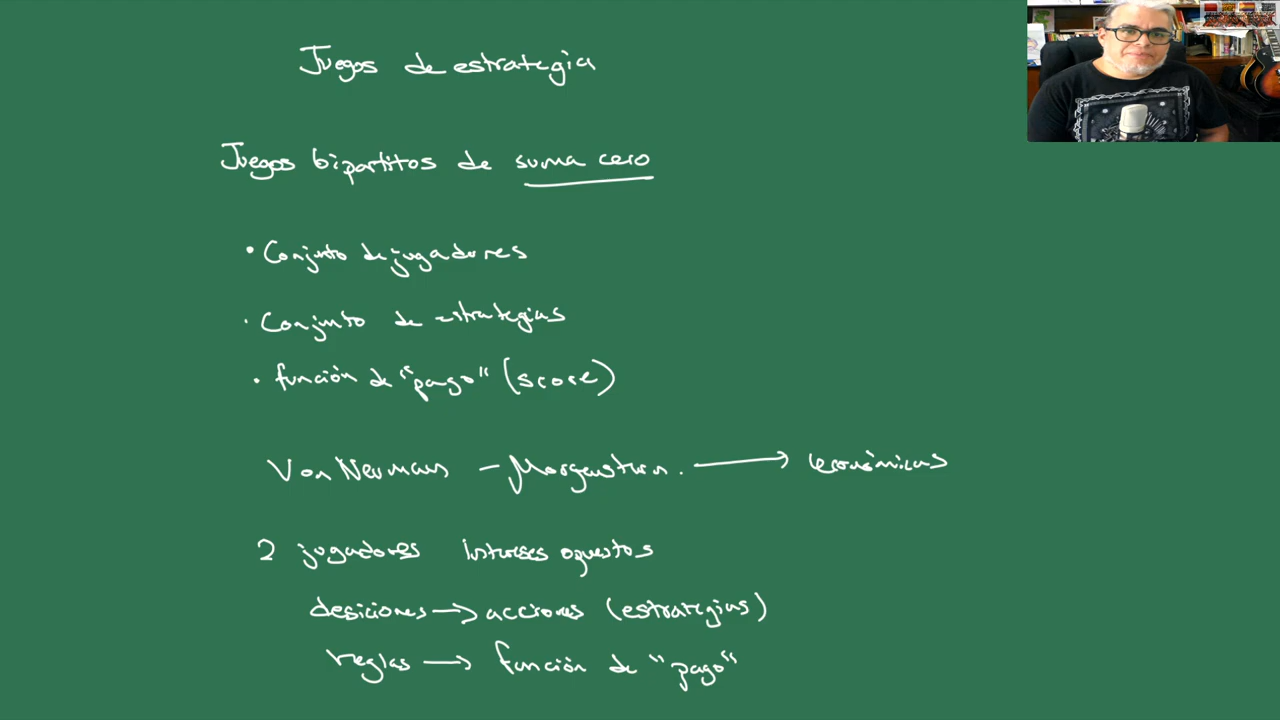 Juegos de estrategia
Juegos bipartitos de suma cero
• Conjunto de jugadores
• Conjunto de estrategias
• función de "pago" (score)
Von Neuman – Morgenstern. → económicas
2 jugadores intereses opuestos
desiciones → acciones (estrategias)
reglas → función de "pago"